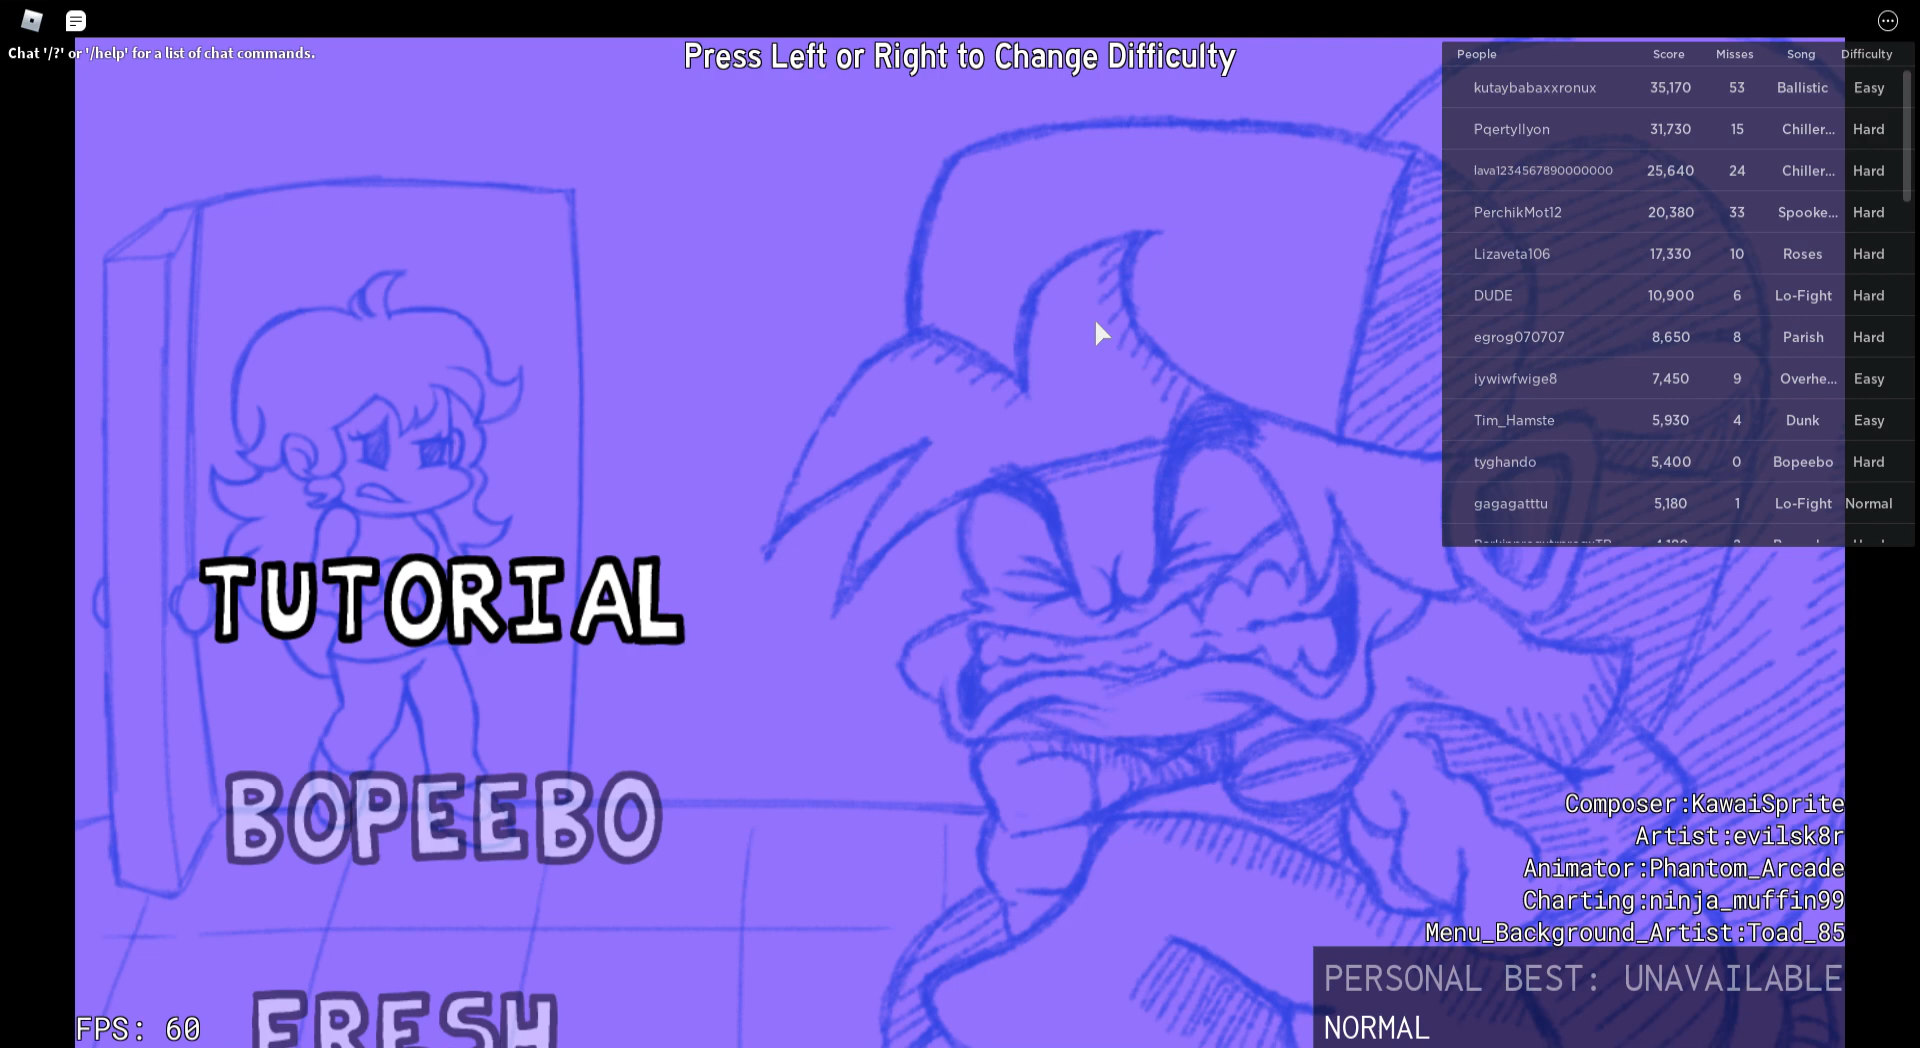 Chat '/?' or '/help' for a list of chat commands.
Press Left or Right to Change Difficulty
People Score Misses Song Difficulty
kutaybabaxxronux 35,170 53 Ballistic Easy
Pqertyllyon 31,730 15 Chiller... Hard
lava1234567890000000 25,640 24 Chiller... Hard
PerchikMot12 20,380 33 Spooke... Hard
Lizaveta106 17,330 10 Roses Hard
DUDE 10,900 6 Lo-Fight Hard
egrog070707 8,650 8 Parish Hard
iywiwfwige8 7,450 9 Overhe... Easy
Tim_Hamste 5,930 4 Dunk Easy
tyghando 5,400 0 Bopeebo Hard
gagagatttu 5,180 1 Lo-Fight Normal
TUTORIAL
BOPEEBO
FRESH
Composer:KawaiSprite
Artist:evilsk8r
Animator:Phantom_Arcade
Charting:ninja_muffin99
Menu_Background_Artist:Toad_85
PERSONAL BEST: UNAVAILABLE
NORMAL
FPS: 60